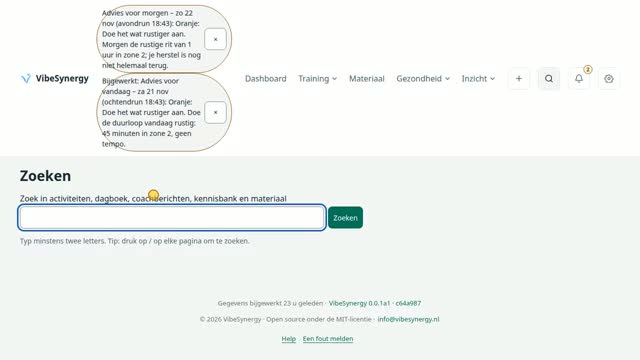 Advies voor morgen – zo 22
nov (avondrun 18:43): Oranje:
Doe het wat rustiger aan.
Morgen de rustige rit van 1
uur in zone 2; je herstel is nog
niet helemaal terug.
×
Bijgewerkt: Advies voor
vandaag – za 21 nov
(ochtendrun 18:43): Oranje:
Doe het wat rustiger aan. Doe
de duurloop vandaag rustig:
45 minuten in zone 2, geen
tempo.
×
VibeSynergy
Dashboard Training Materiaal Gezondheid Inzicht
2
Zoeken
Zoek in activiteiten, dagboek, coachberichten, kennisbank en materiaal
Zoeken
Typ minstens twee letters. Tip: druk op / op elke pagina om te zoeken.
Gegevens bijgewerkt 23 u geleden · VibeSynergy 0.0.1a1 · c64a987
© 2026 VibeSynergy · Open source onder de MIT-licentie · info@vibesynergy.nl
Help · Een fout melden